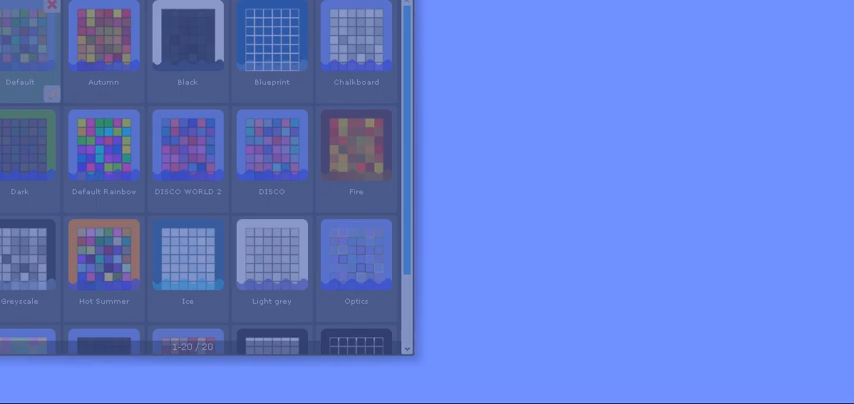 Default Autumn Black Blueprint Chalkboard
Dark Default Rainbow DISCO WORLD 2 DISCO Fire
Greyscale Hot Summer Ice Light grey Optics
1-20 / 20